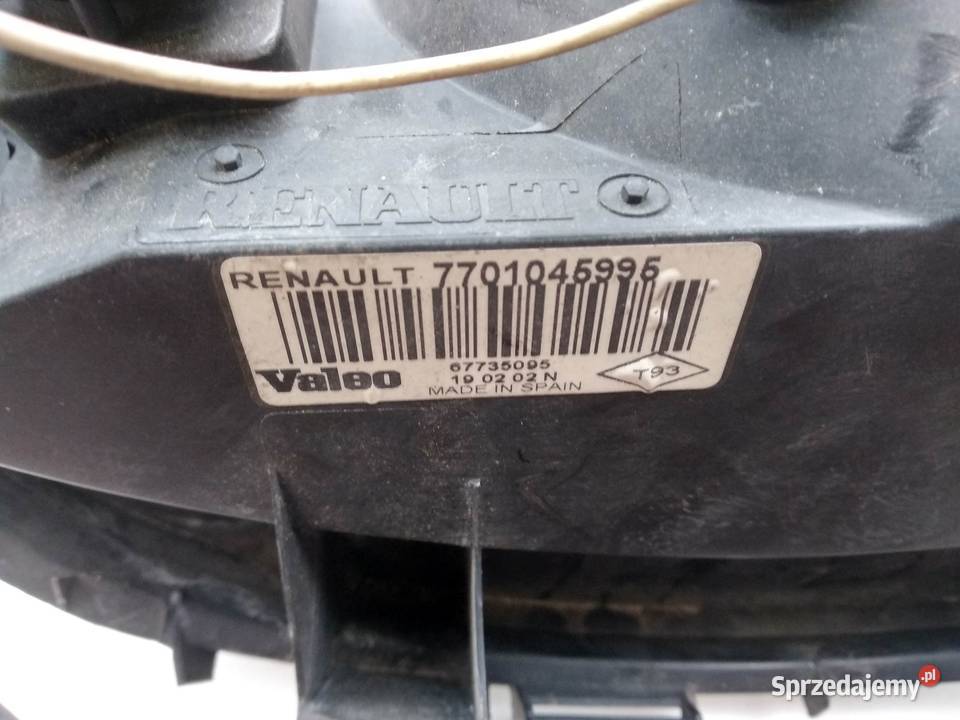 RENAULT
RENAULT 7701045995
67735095
Valeo
19 02 02 N
T93
MADE IN SPAIN
Sprzedajemy.pl